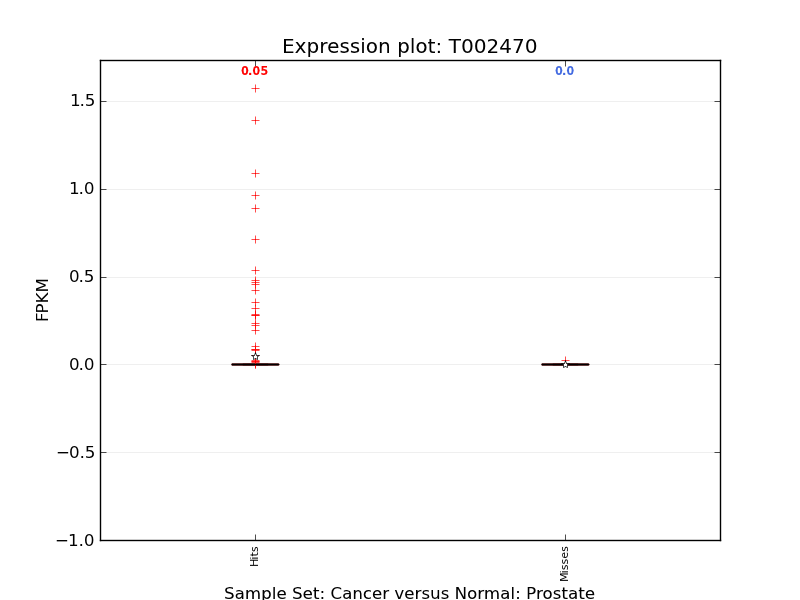 Expression plot: T002470
0.05
0.0
1.5
1.0
0.5
0.0
−0.5
−1.0
FPKM
Hits
Misses
Sample Set: Cancer versus Normal: Prostate